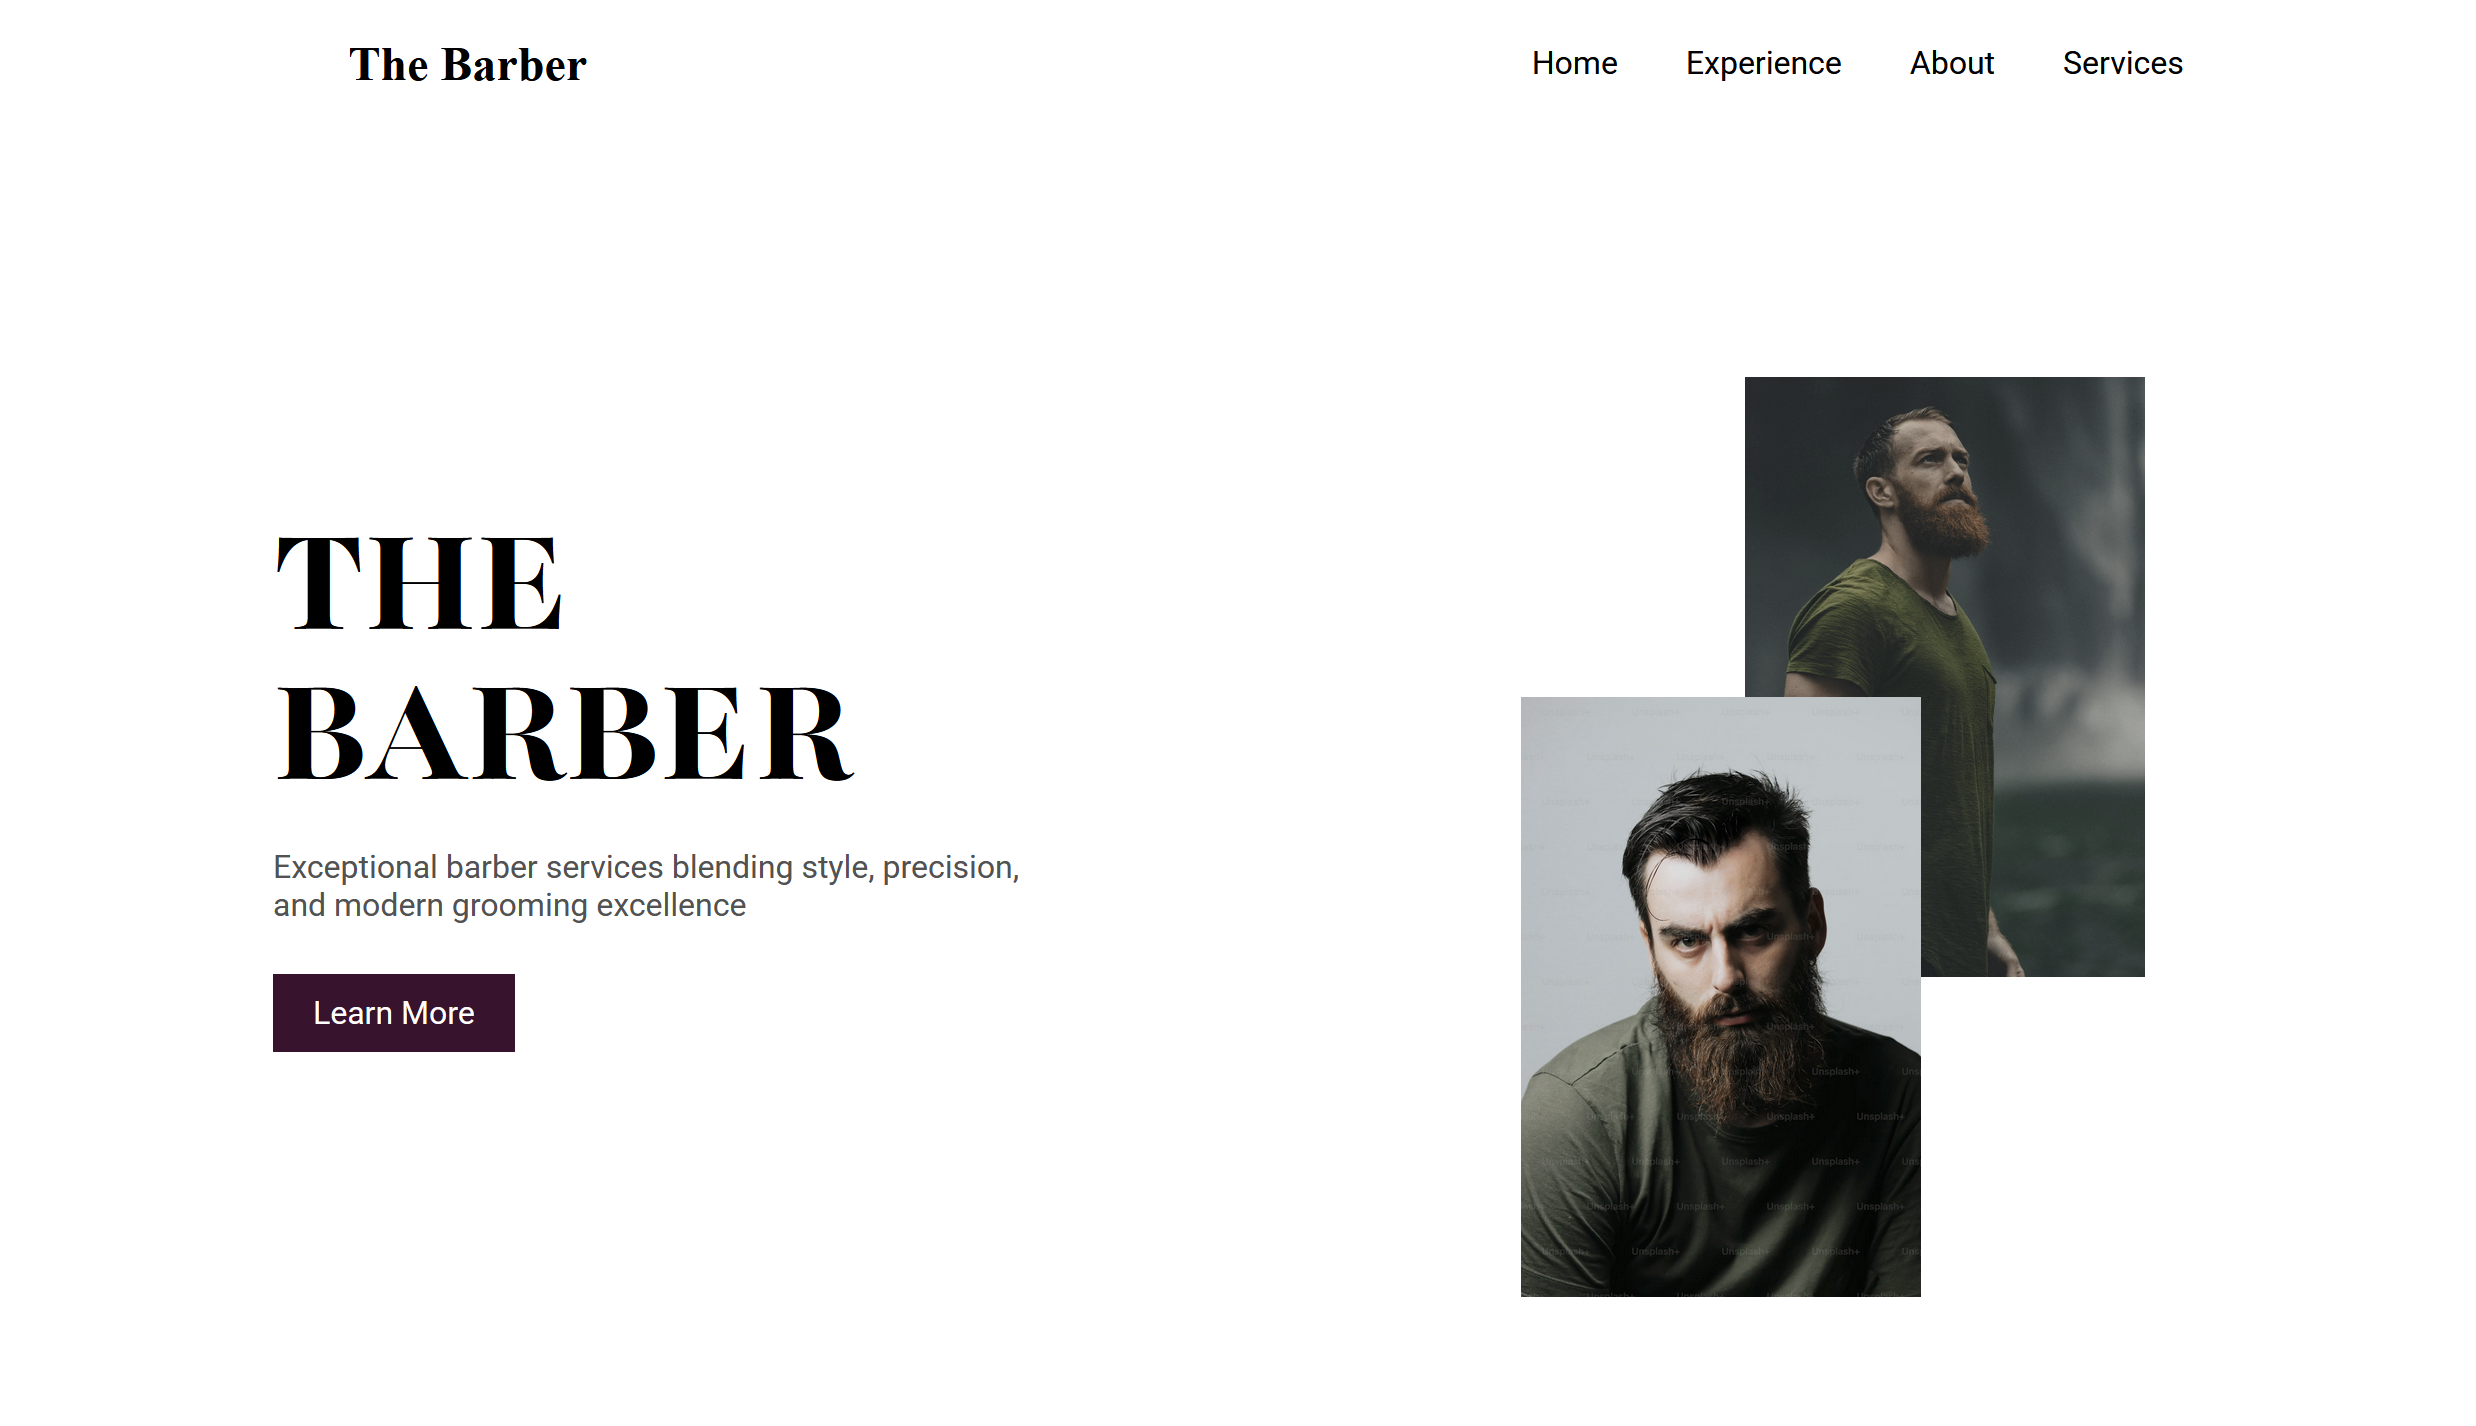 The Barber
Home Experience About Services
THE
BARBER
Exceptional barber services blending style, precision,
and modern grooming excellence
Learn More
Unsplash+